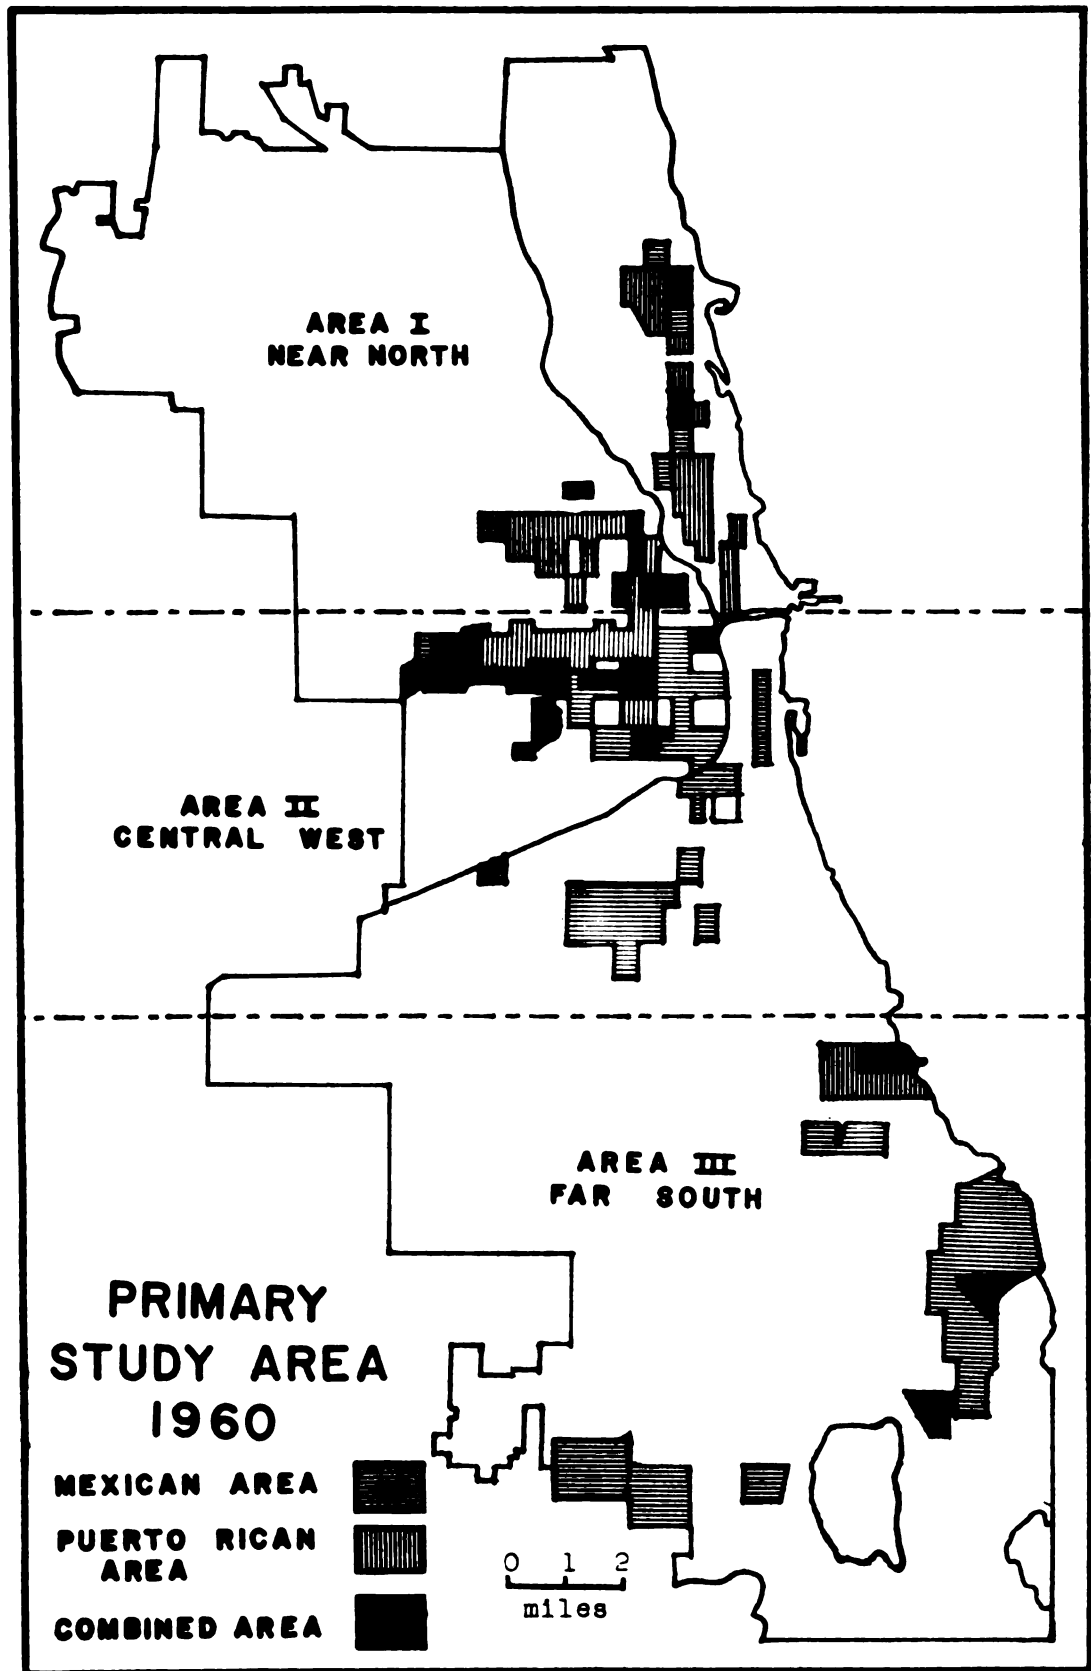 AREA I
NEAR NORTH
AREA II
CENTRAL WEST
AREA III
FAR SOUTH
PRIMARY
STUDY AREA
1960
MEXICAN AREA
PUERTO RICAN
AREA
COMBINED AREA
0 1 2
miles